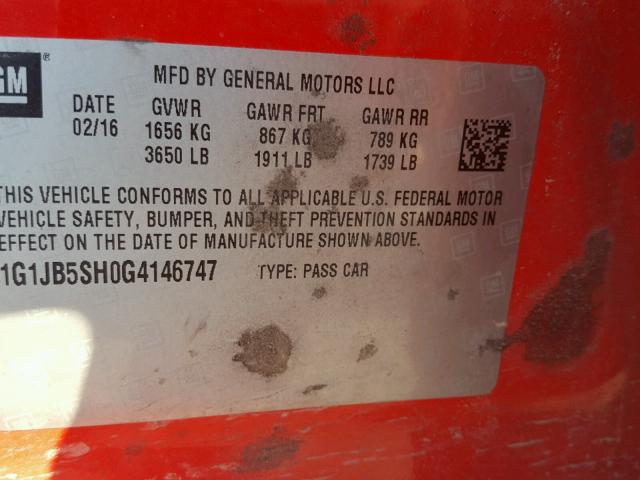 GM ®
MFD BY GENERAL MOTORS LLC
DATE GVWR GAWR FRT GAWR RR
02/16 1656 KG 867 KG 789 KG
3650 LB 1911 LB 1739 LB
THIS VEHICLE CONFORMS TO ALL APPLICABLE U.S. FEDERAL MOTOR
VEHICLE SAFETY, BUMPER, AND THEFT PREVENTION STANDARDS IN
EFFECT ON THE DATE OF MANUFACTURE SHOWN ABOVE.
1G1JB5SH0G4146747 TYPE: PASS CAR